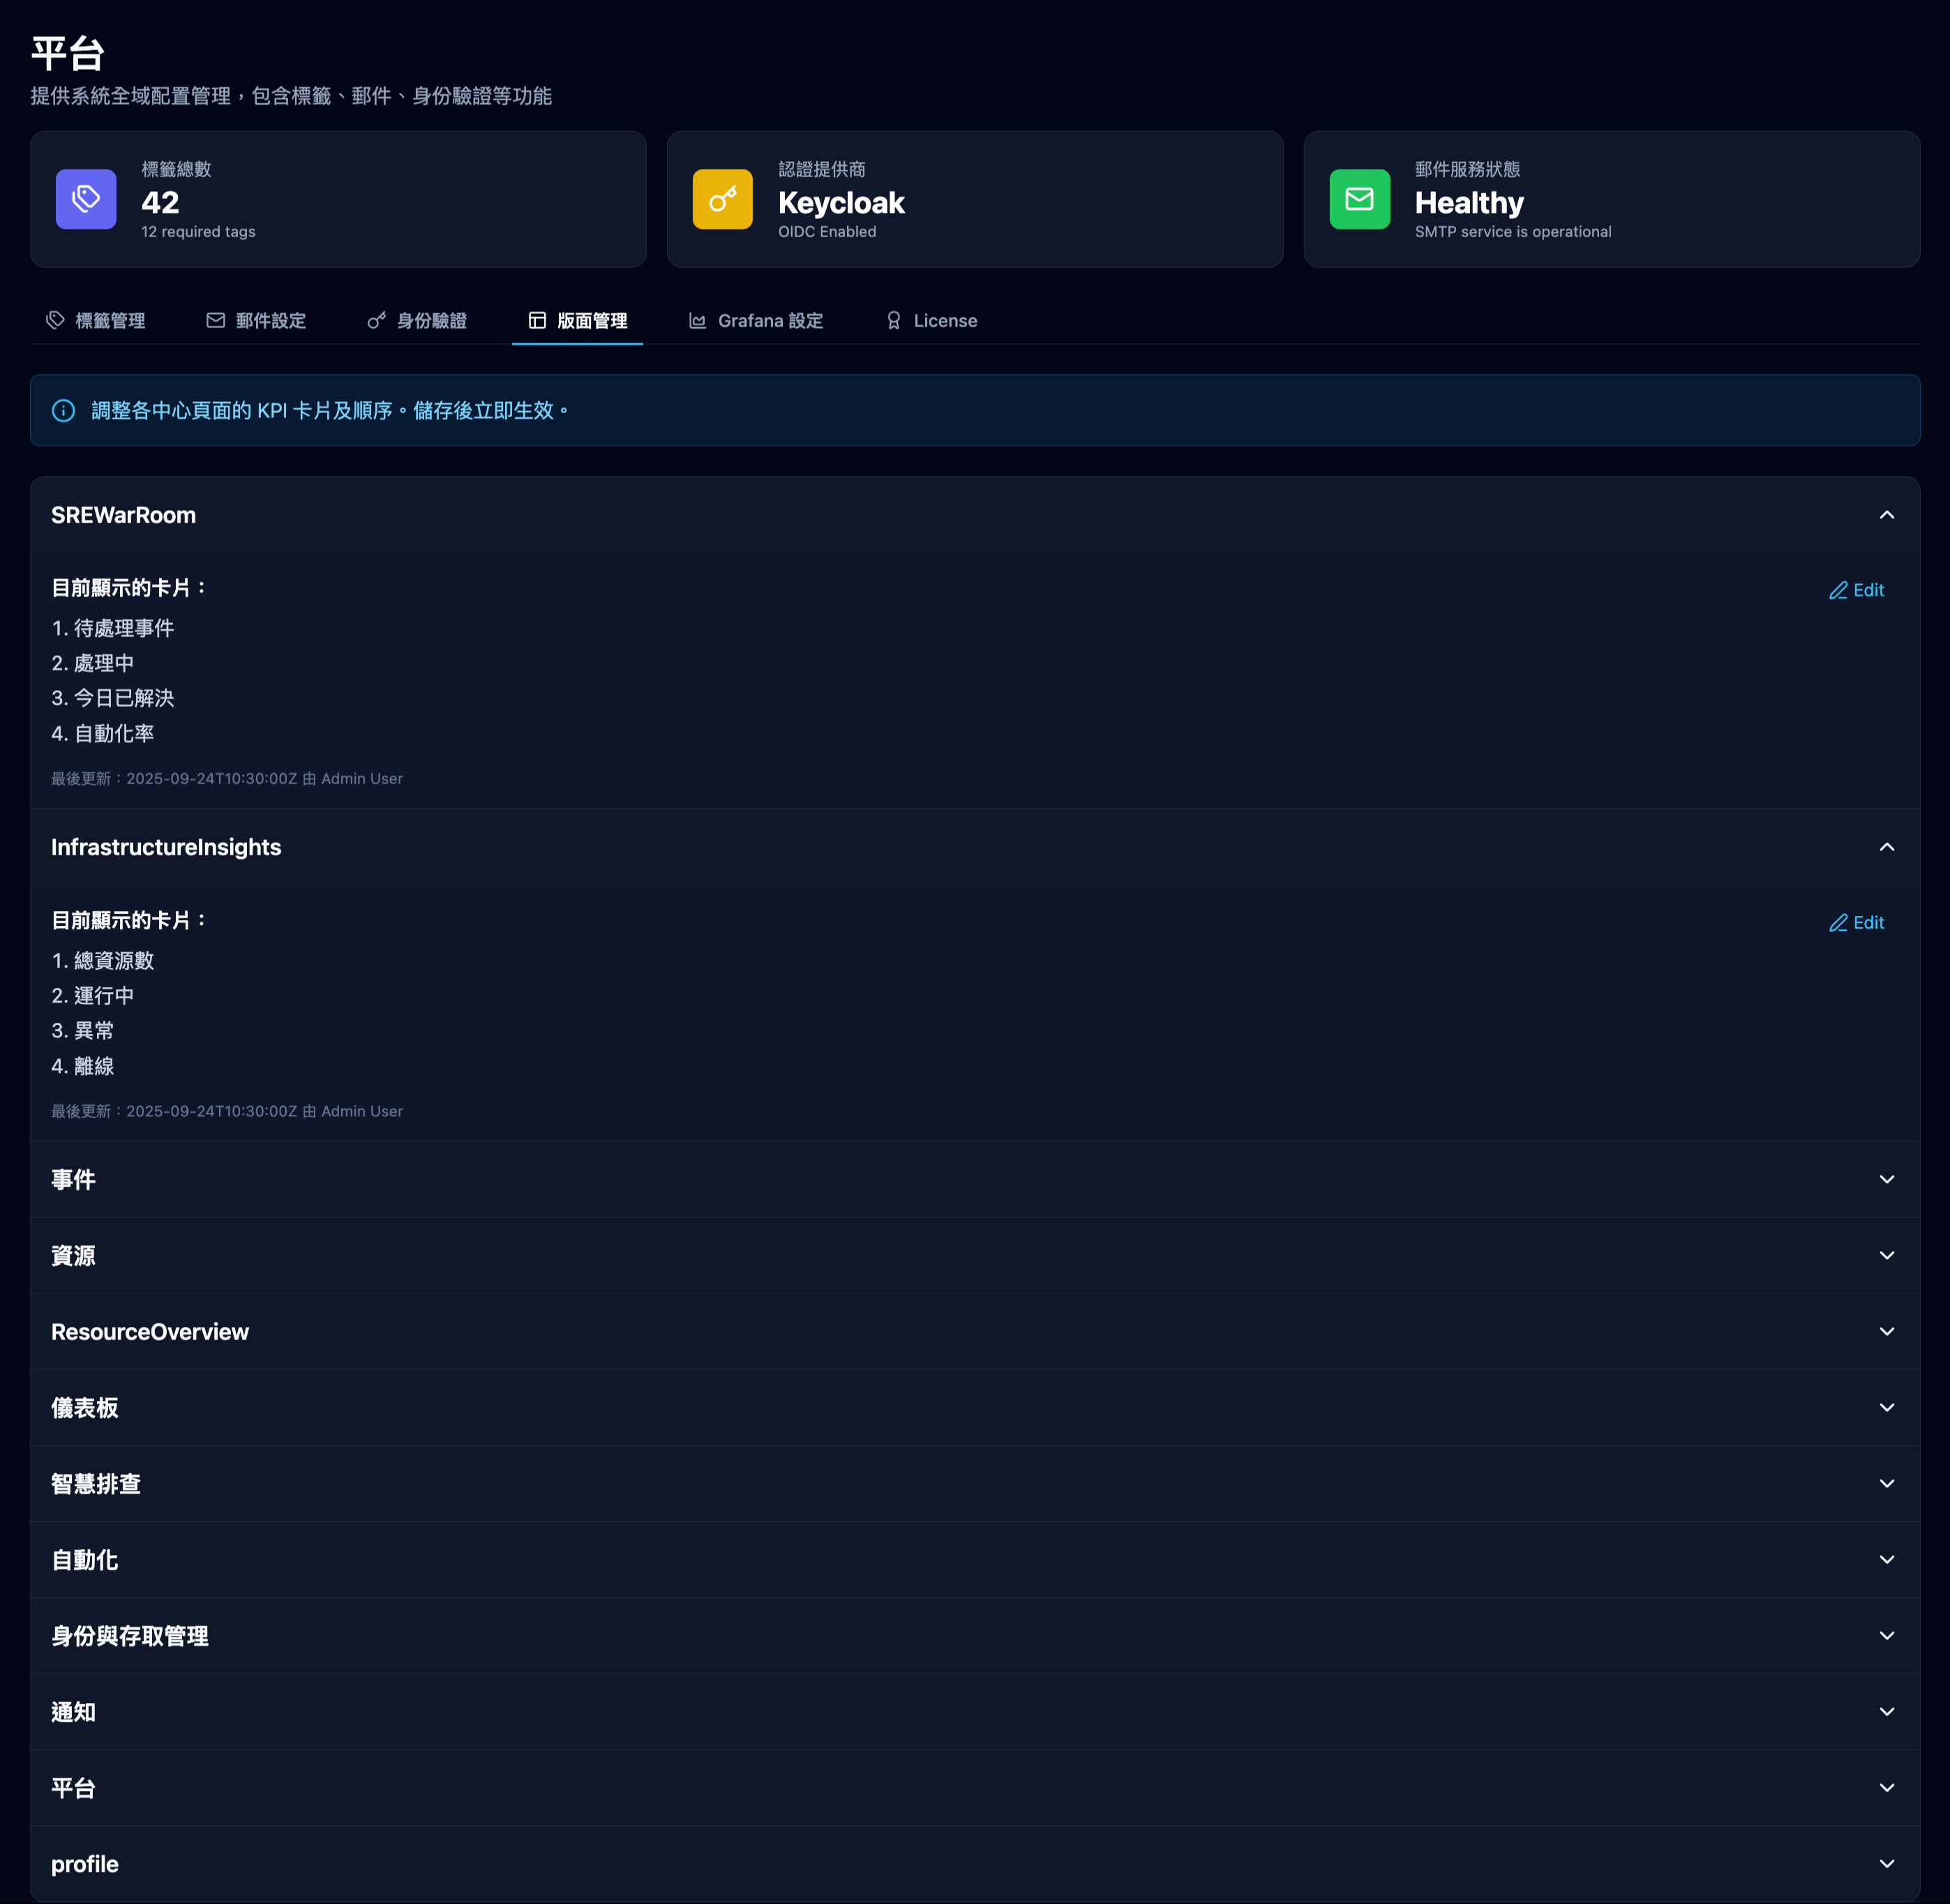 平台
提供系統全域配置管理，包含標籤、郵件、身份驗證等功能
標籤總數
42
12 required tags
認證提供商
Keycloak
OIDC Enabled
郵件服務狀態
Healthy
SMTP service is operational
標籤管理
郵件設定
身份驗證
版面管理
Grafana 設定
License
調整各中心頁面的 KPI 卡片及順序。儲存後立即生效。
SREWarRoom
目前顯示的卡片：
Edit
1. 待處理事件
2. 處理中
3. 今日已解決
4. 自動化率
最後更新：2025-09-24T10:30:00Z 由 Admin User
InfrastructureInsights
目前顯示的卡片：
Edit
1. 總資源數
2. 運行中
3. 異常
4. 離線
最後更新：2025-09-24T10:30:00Z 由 Admin User
事件
資源
ResourceOverview
儀表板
智慧排查
自動化
身份與存取管理
通知
平台
profile